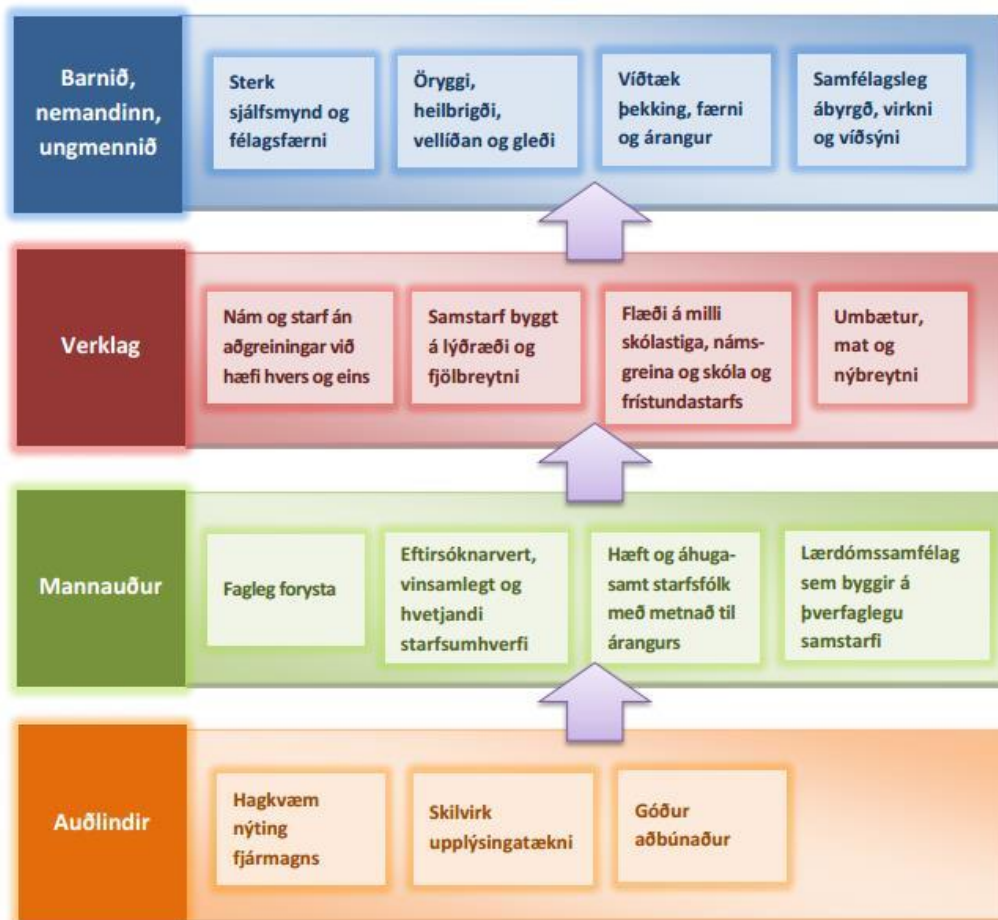 Barnið,
nemandinn,
ungmennið
Sterk
sjálfsmynd og
félagsfærni
Öryggi,
heilbrigði,
vellíðan og gleði
Víðtæk
þekking, færni
og árangur
Samfélagsleg
ábyrgð, virkni
og víðsýni
Verklag
Nám og starf án
aðgreiningar við
hæfi hvers og eins
Samstarf byggt
á lýðræði og
fjölbreytni
Flæði á milli
skólastiga, náms-
greina og skóla og
frístundastarfs
Umbætur,
mat og
nýbreytni
Mannauður
Fagleg forysta
Eftirsóknarvert,
vinsamlegt og
hvetjandi
starfsumhverfi
Hæft og áhuga-
samt starfsfólk
með metnað til
árangurs
Lærdómssamfélag
sem byggir á
þverfaglegu
samstarfi
Auðlindir
Hagkvæm
nýting
fjármagns
Skilvirk
upplýsingatækni
Góður
aðbúnaður